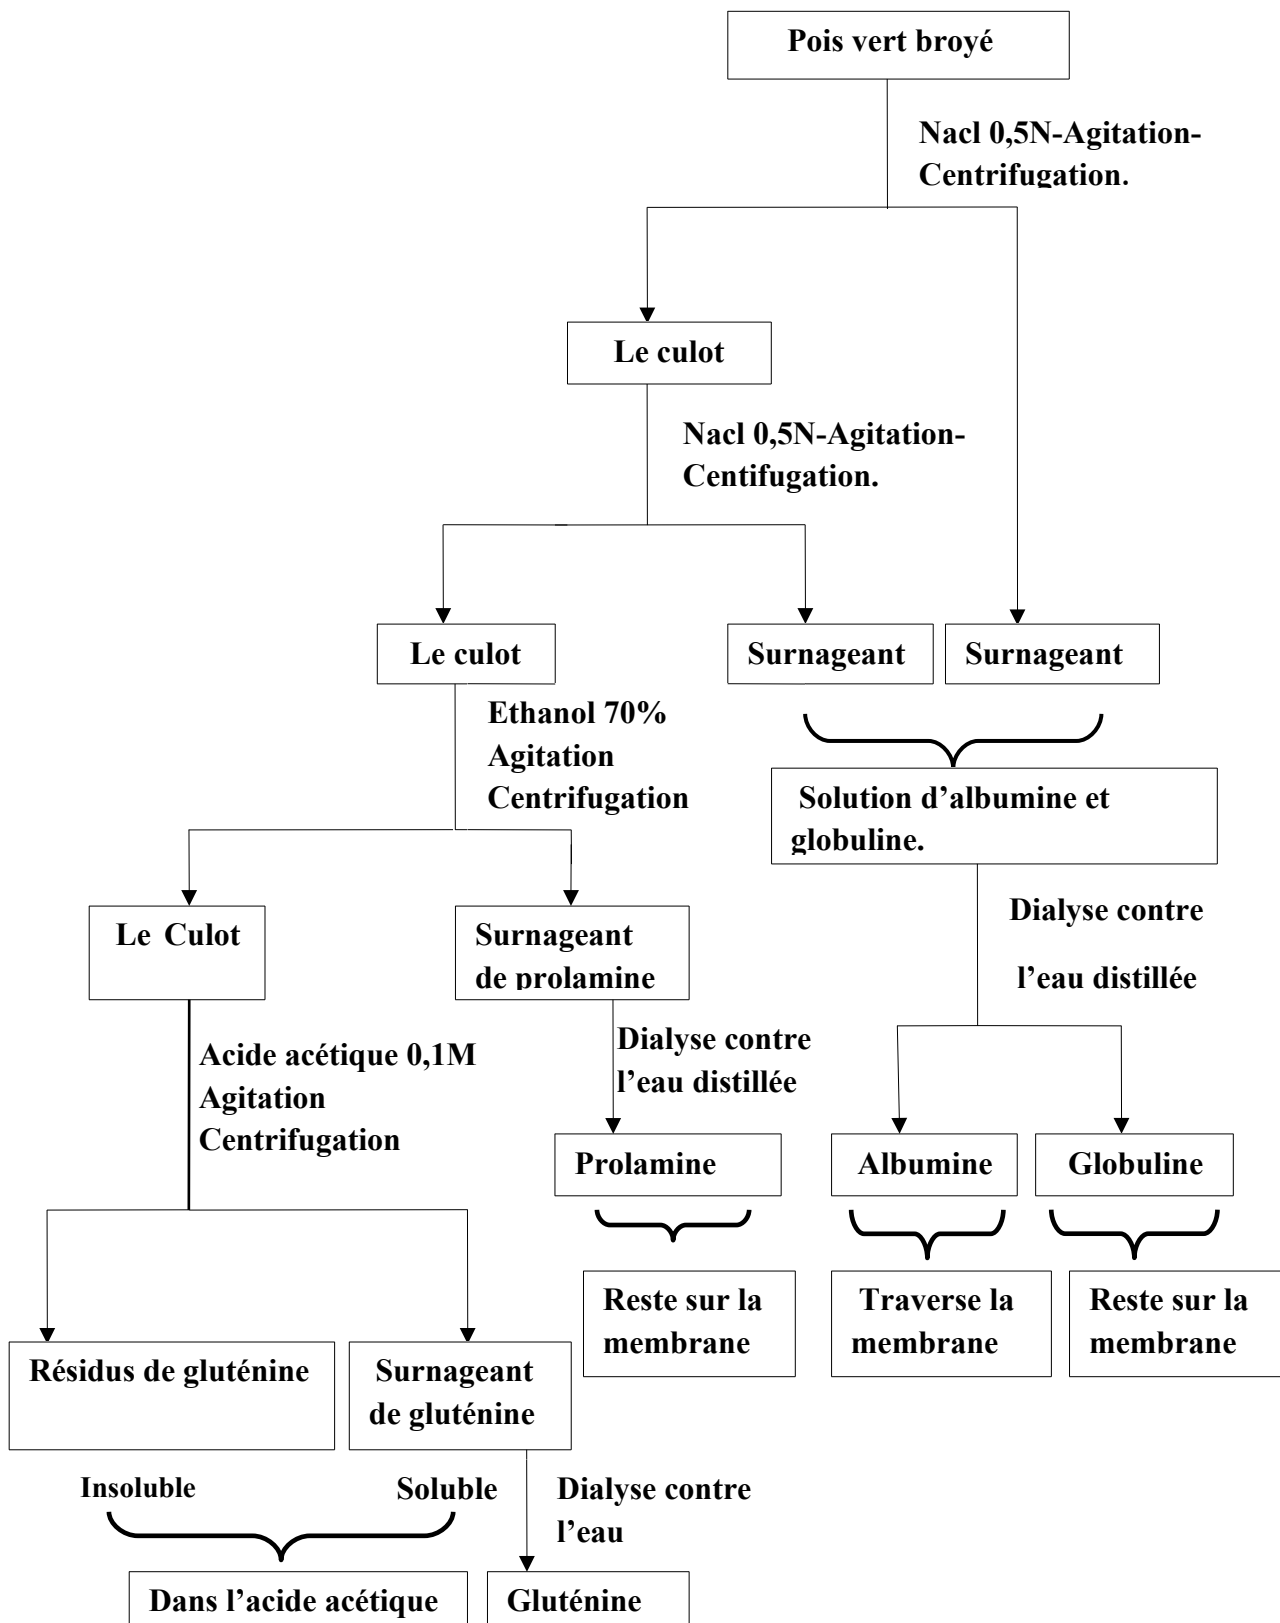 Pois vert broyé
Nacl 0,5N-Agitation-
Centrifugation.
Le culot
Nacl 0,5N-Agitation-
Centifugation.
Le culot
Surnageant
Surnageant
Ethanol 70%
Agitation
Centrifugation
Solution d’albumine et
globuline.
Le Culot
Surnageant
de prolamine
Dialyse contre
l’eau distillée
Acide acétique 0,1M
Agitation
Centrifugation
Dialyse contre
l’eau distillée
Prolamine
Albumine
Globuline
Reste sur la
membrane
Traverse la
membrane
Reste sur la
membrane
Résidus de gluténine
Surnageant
de gluténine
Insoluble
Soluble
Dialyse contre
l’eau
Dans l’acide acétique
Gluténine